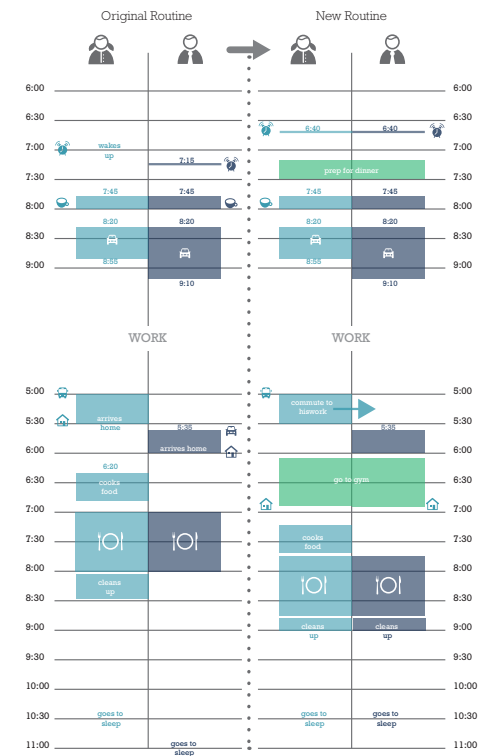 Original Routine
New Routine
6:00
6:00
6:30
6:30
6:40
6:40
wakes
up
7:00
7:00
7:15
prep for dinner
7:30
7:30
7:45
7:45
7:45
7:45
8:00
8:00
8:20
8:20
8:20
8:20
8:30
8:30
8:55
8:55
9:00
9:00
9:10
9:10
WORK
WORK
5:00
5:00
commute to
hiswork
arrives
home
5:30
5:30
5:35
5:35
arrives home
6:00
6:00
6:20
cooks
food
go to gym
6:30
6:30
7:00
7:00
cooks
food
7:30
7:30
8:00
8:00
cleans
up
8:30
8:30
cleans
up
cleans
up
9:00
9:00
9:30
9:30
10:00
10:00
goes to
sleep
goes to
sleep
goes to
sleep
10:30
10:30
goes to
sleep
11:00
11:00